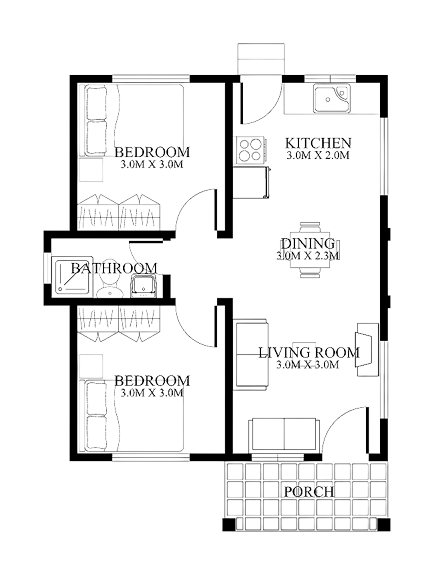 KITCHEN
3.0M X 2.0M
BEDROOM
3.0M X 3.0M
DINING
3.0M X 2.3M
BATHROOM
LIVING ROOM
3.0M X 3.0M
BEDROOM
3.0M X 3.0M
PORCH